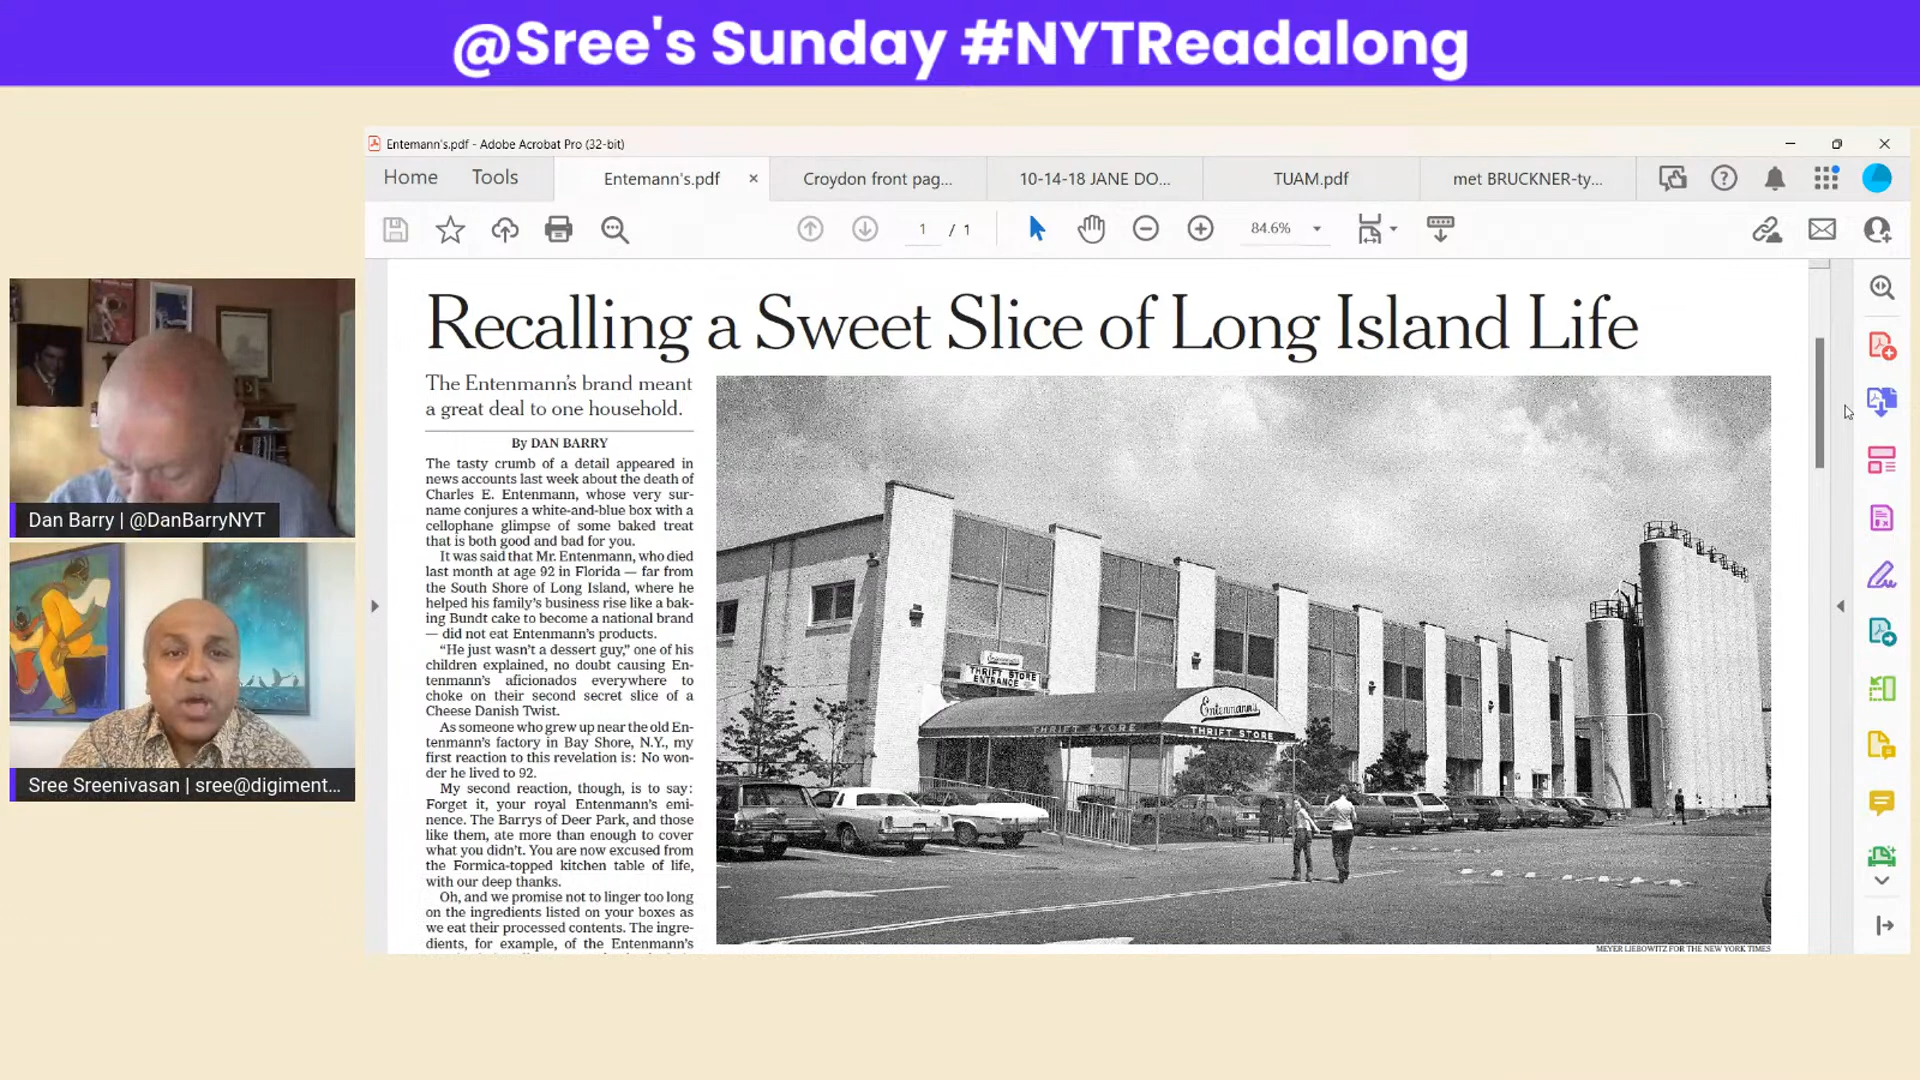 @Sree's Sunday #NYTReadalong
Entemann's.pdf - Adobe Acrobat Pro (32-bit)
Home
Tools
Entemann's.pdf
Croydon front pag...
10-14-18 JANE DO...
TUAM.pdf
met BRUCKNER-ty...
1 / 1
84.6%
Recalling a Sweet Slice of Long Island Life
The Entenmann's brand meant
a great deal to one household.
By DAN BARRY
The tasty crumb of a detail appeared in
news accounts last week about the death of
Charles E. Entenmann, whose very sur-
name conjures a white-and-blue box with a
cellophane glimpse of some baked treat
that is both good and bad for you.
It was said that Mr. Entenmann, who died
last month at age 92 in Florida — far from
the South Shore of Long Island, where he
helped his family's business rise like a bak-
ing Bundt cake to become a national brand
— did not eat Entenmann's products.
“He just wasn't a dessert guy,” one of his
children explained, no doubt causing En-
tenmann's aficionados everywhere to
choke on their second secret slice of a
Cheese Danish Twist.
As someone who grew up near the old En-
tenmann's factory in Bay Shore, N.Y., my
first reaction to this revelation is: No won-
der he lived to 92.
My second reaction, though, is to say:
Forget it, your royal Entenmann's emi-
nence. The Barrys of Deer Park, and those
like them, ate more than enough to cover
what you didn't. You are now excused from
the Formica-topped kitchen table of life,
with our deep thanks.
Oh, and we promise not to linger too long
on the ingredients listed on your boxes as
we eat their processed contents. The ingre-
dients, for example, of the Entenmann's
Entenmann's
THRIFT STORE
ENTRANCE
Entenmann's
THRIFT STORE
THRIFT STORE
MEYER LIEBOWITZ FOR THE NEW YORK TIMES
Dan Barry | @DanBarryNYT
Sree Sreenivasan | sree@digiment...